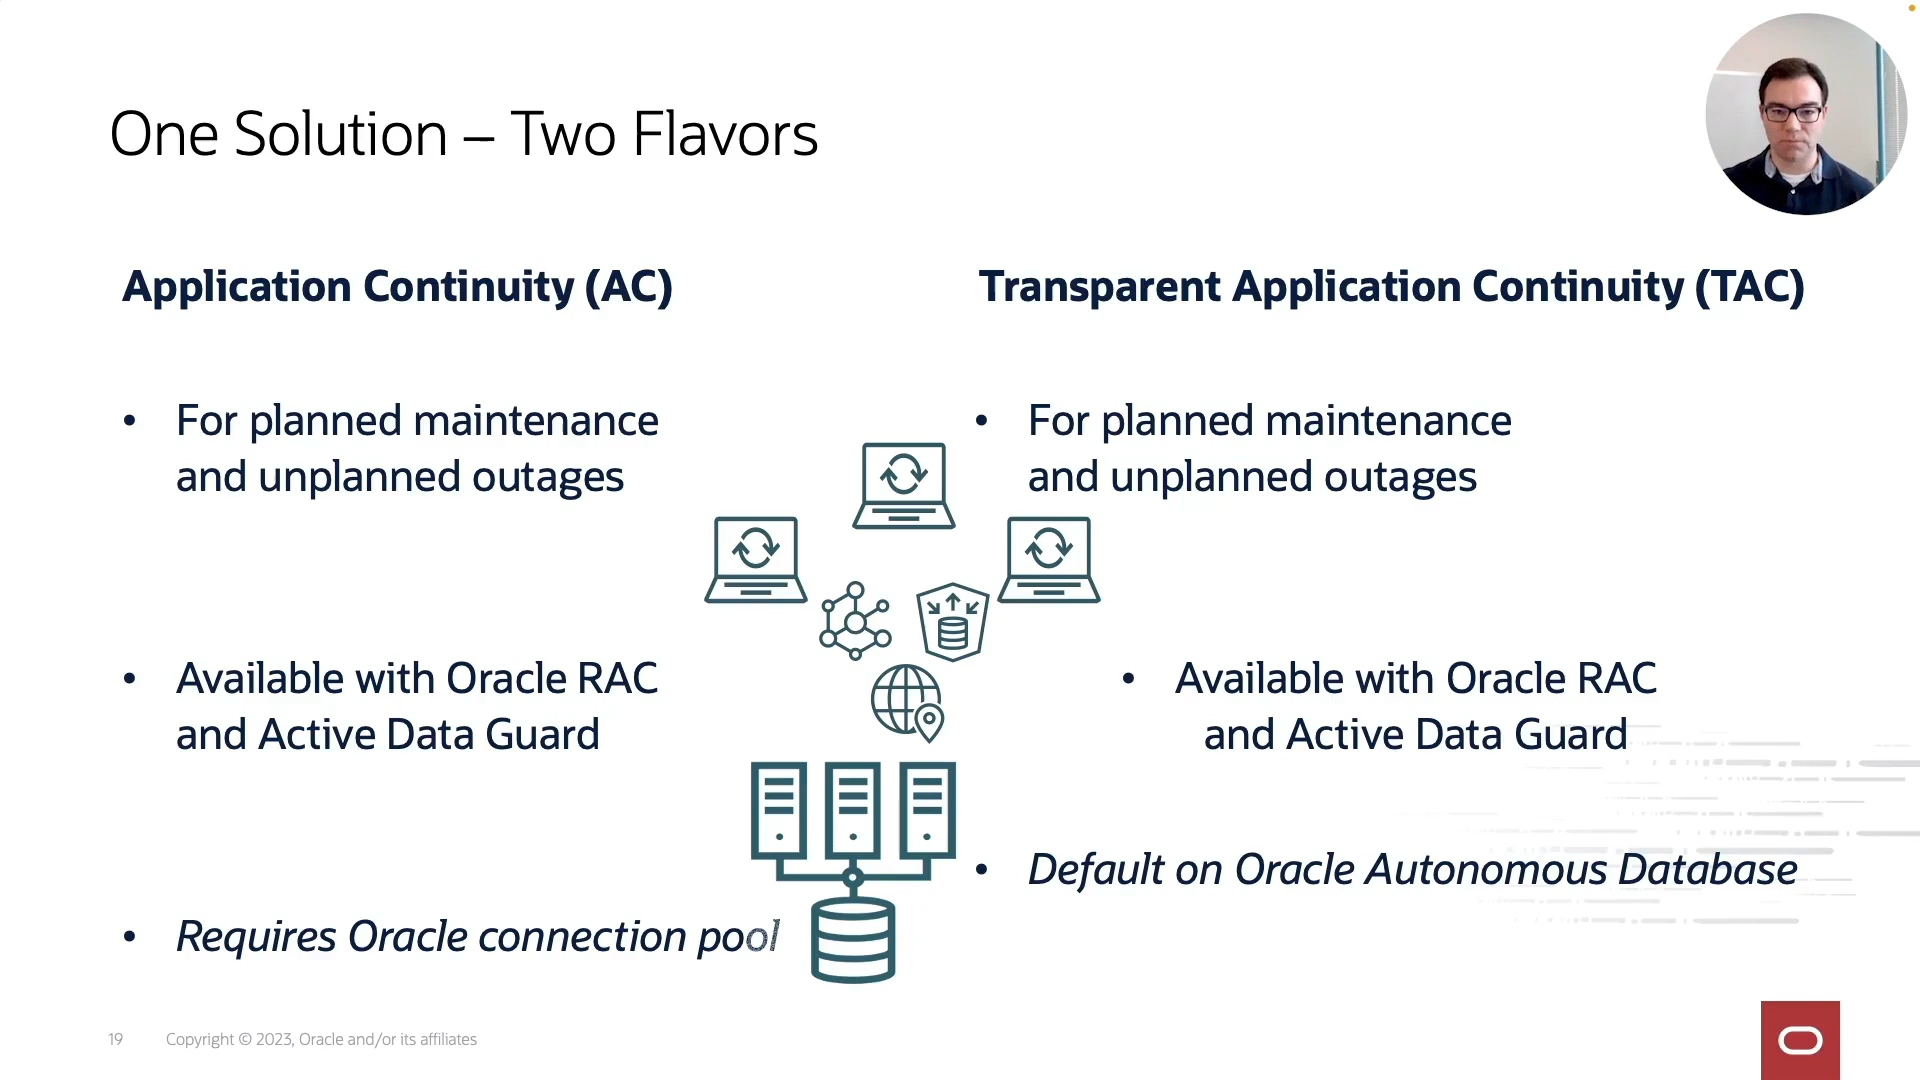 One Solution – Two Flavors
Application Continuity (AC)
• For planned maintenance
and unplanned outages
• Available with Oracle RAC
and Active Data Guard
• Requires Oracle connection pool
Transparent Application Continuity (TAC)
• For planned maintenance
and unplanned outages
• Available with Oracle RAC
and Active Data Guard
• Default on Oracle Autonomous Database
19 Copyright © 2023, Oracle and/or its affiliates